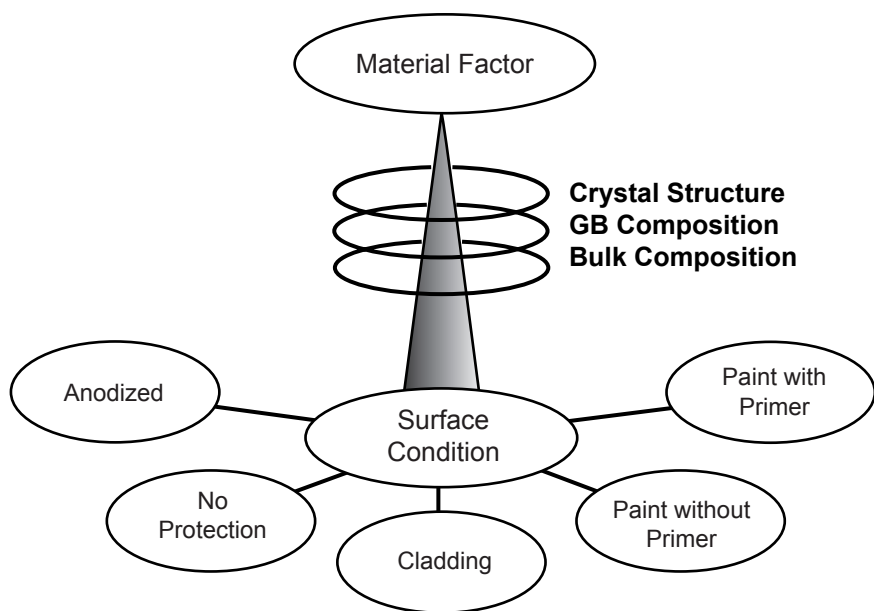 Material Factor
Crystal Structure
GB Composition
Bulk Composition
Anodized
Surface
Condition
Paint with
Primer
No
Protection
Cladding
Paint without
Primer